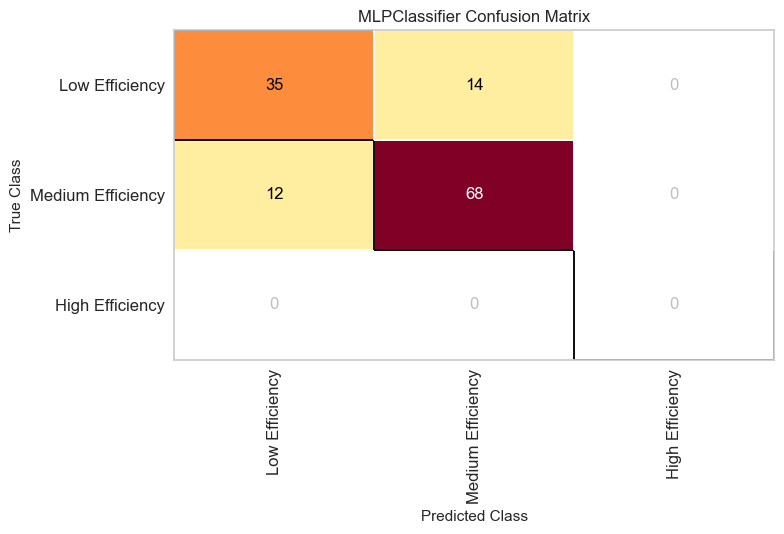 MLPClassifier Confusion Matrix
True Class
Low Efficiency 35 14 0
Medium Efficiency 12 68 0
High Efficiency 0 0 0
Low Efficiency
Medium Efficiency
High Efficiency
Predicted Class